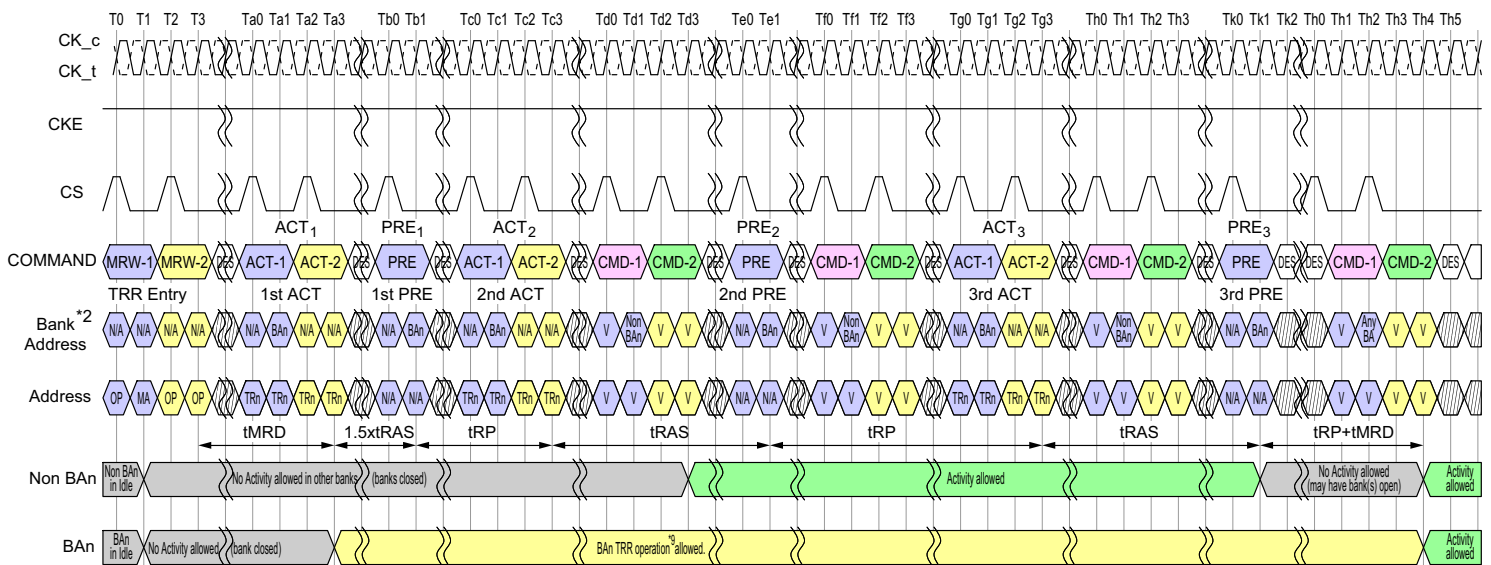 T0 T1 T2 T3 Ta0 Ta1 Ta2 Ta3 Tb0 Tb1 Tc0 Tc1 Tc2 Tc3 Td0 Td1 Td2 Td3 Te0 Te1 Tf0 Tf1 Tf2 Tf3 Tg0 Tg1 Tg2 Tg3 Th0 Th1 Th2 Th3 Tk0 Tk1 Tk2 Th0 Th1 Th2 Th3 Th4 Th5
CK_c
CK_t
CKE
CS
ACT1 PRE1 ACT2 PRE2 ACT3 PRE3
COMMAND MRW-1 MRW-2 DES ACT-1 ACT-2 DES PRE DES ACT-1 ACT-2 DES CMD-1 CMD-2 DES PRE DES CMD-1 CMD-2 DES ACT-1 ACT-2 DES CMD-1 CMD-2 DES PRE DES DES CMD-1 CMD-2 DES
TRR Entry 1st ACT 1st PRE 2nd ACT 2nd PRE 3rd ACT 3rd PRE
Bank*2 Address N/A N/A N/A N/A N/A BAn N/A N/A N/A BAn N/A BAn N/A N/A V Non BAn V V N/A BAn V Non BAn V V N/A BAn N/A N/A V Non BAn V V N/A BAn V Any BA V V
Address OP MA OP OP TRn TRn TRn TRn N/A N/A TRn TRn TRn TRn V V V V N/A N/A V V V V TRn TRn TRn TRn V V V V N/A N/A V V V V
tMRD 1.5xtRAS tRP tRAS tRP tRAS tRP+tMRD
Non BAn
Non BAn in Idle
No Activity allowed in other banks (banks closed)
Activity allowed
No Activity allowed
(may have bank(s) open)
Activity allowed
BAn
BAn in Idle
No Activity allowed (bank closed)
BAn TRR operation*9 allowed.
Activity allowed